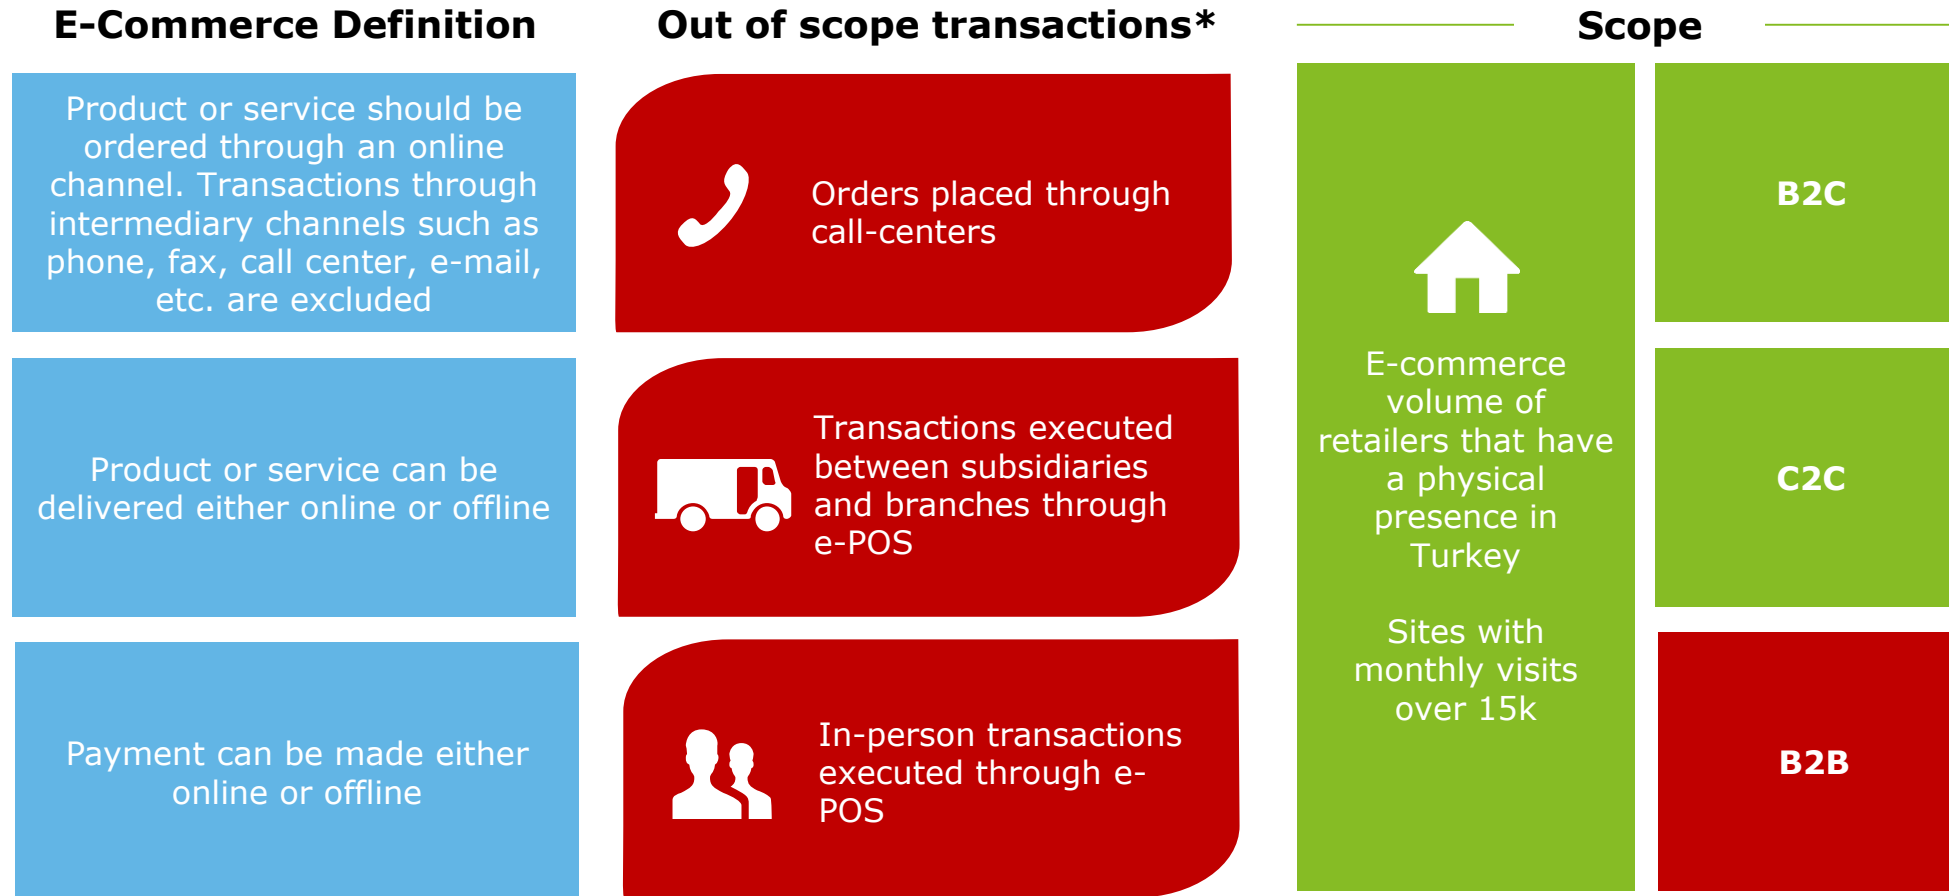 E-Commerce Definition
Product or service should be
ordered through an online
channel. Transactions through
intermediary channels such as
phone, fax, call center, e-mail,
etc. are excluded
Product or service can be
delivered either online or offline
Payment can be made either
online or offline
Out of scope transactions*
Orders placed through
call-centers
Transactions executed
between subsidiaries
and branches through
e-POS
In-person transactions
executed through e-
POS
Scope
E-commerce
volume of
retailers that have
a physical
presence in
Turkey
Sites with
monthly visits
over 15k
B2C
C2C
B2B